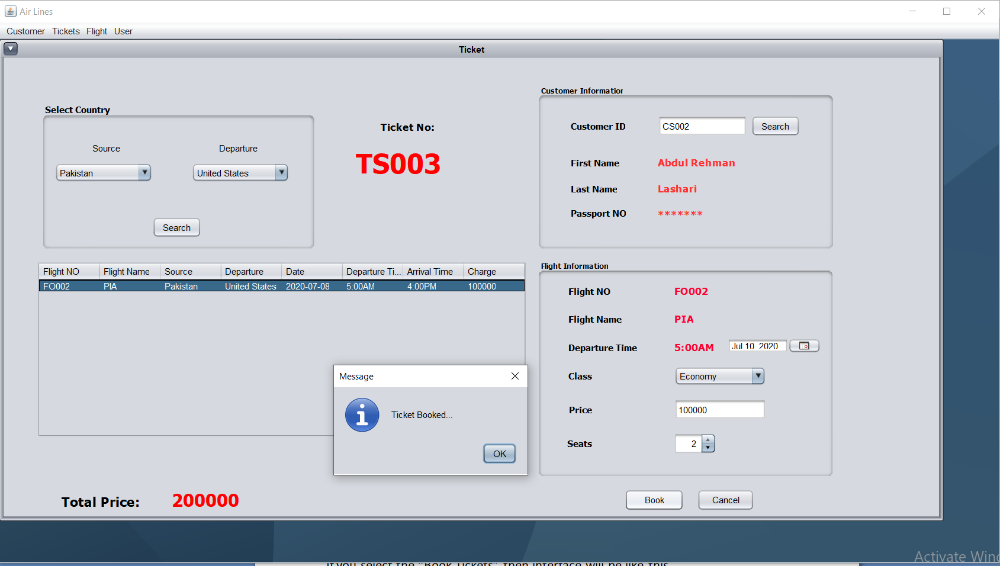 Air Lines
Customer Tickets Flight User
Ticket
Select Country
Source Departure
Pakistan United States
Search
Ticket No:
TS003
Customer Information
Customer ID CS002 Search
First Name Abdul Rehman
Last Name Lashari
Passport NO *******
Flight NO Flight Name Source Departure Date Departure Ti... Arrival Time Charge
FO002 PIA Pakistan United States 2020-07-08 5:00AM 4:00PM 100000
Flight Information
Flight NO FO002
Flight Name PIA
Departure Time 5:00AM Jul 10, 2020
Class Economy
Price 100000
Seats 2
Message
Ticket Booked...
OK
Total Price: 200000
Book Cancel
Activate Wind
If you select the "Book Tickets" then interface will be like this